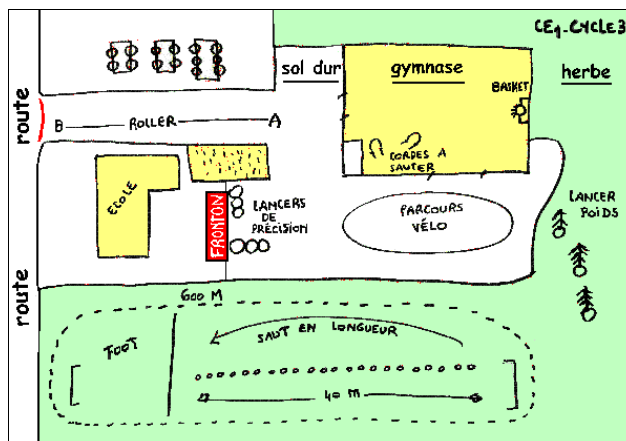 CE1-CYCLE3
sol dur
gymnase
herbe
BASKET
route
B
ROLLER
A
CORDES A
SAUTER
ECOLE
FRONTON
LANCERS
DE
PRÉCISION
PARCOURS
VÉLO
LANCER
POIDS
route
600 M
FOOT
SAUT EN LONGUEUR
40 M